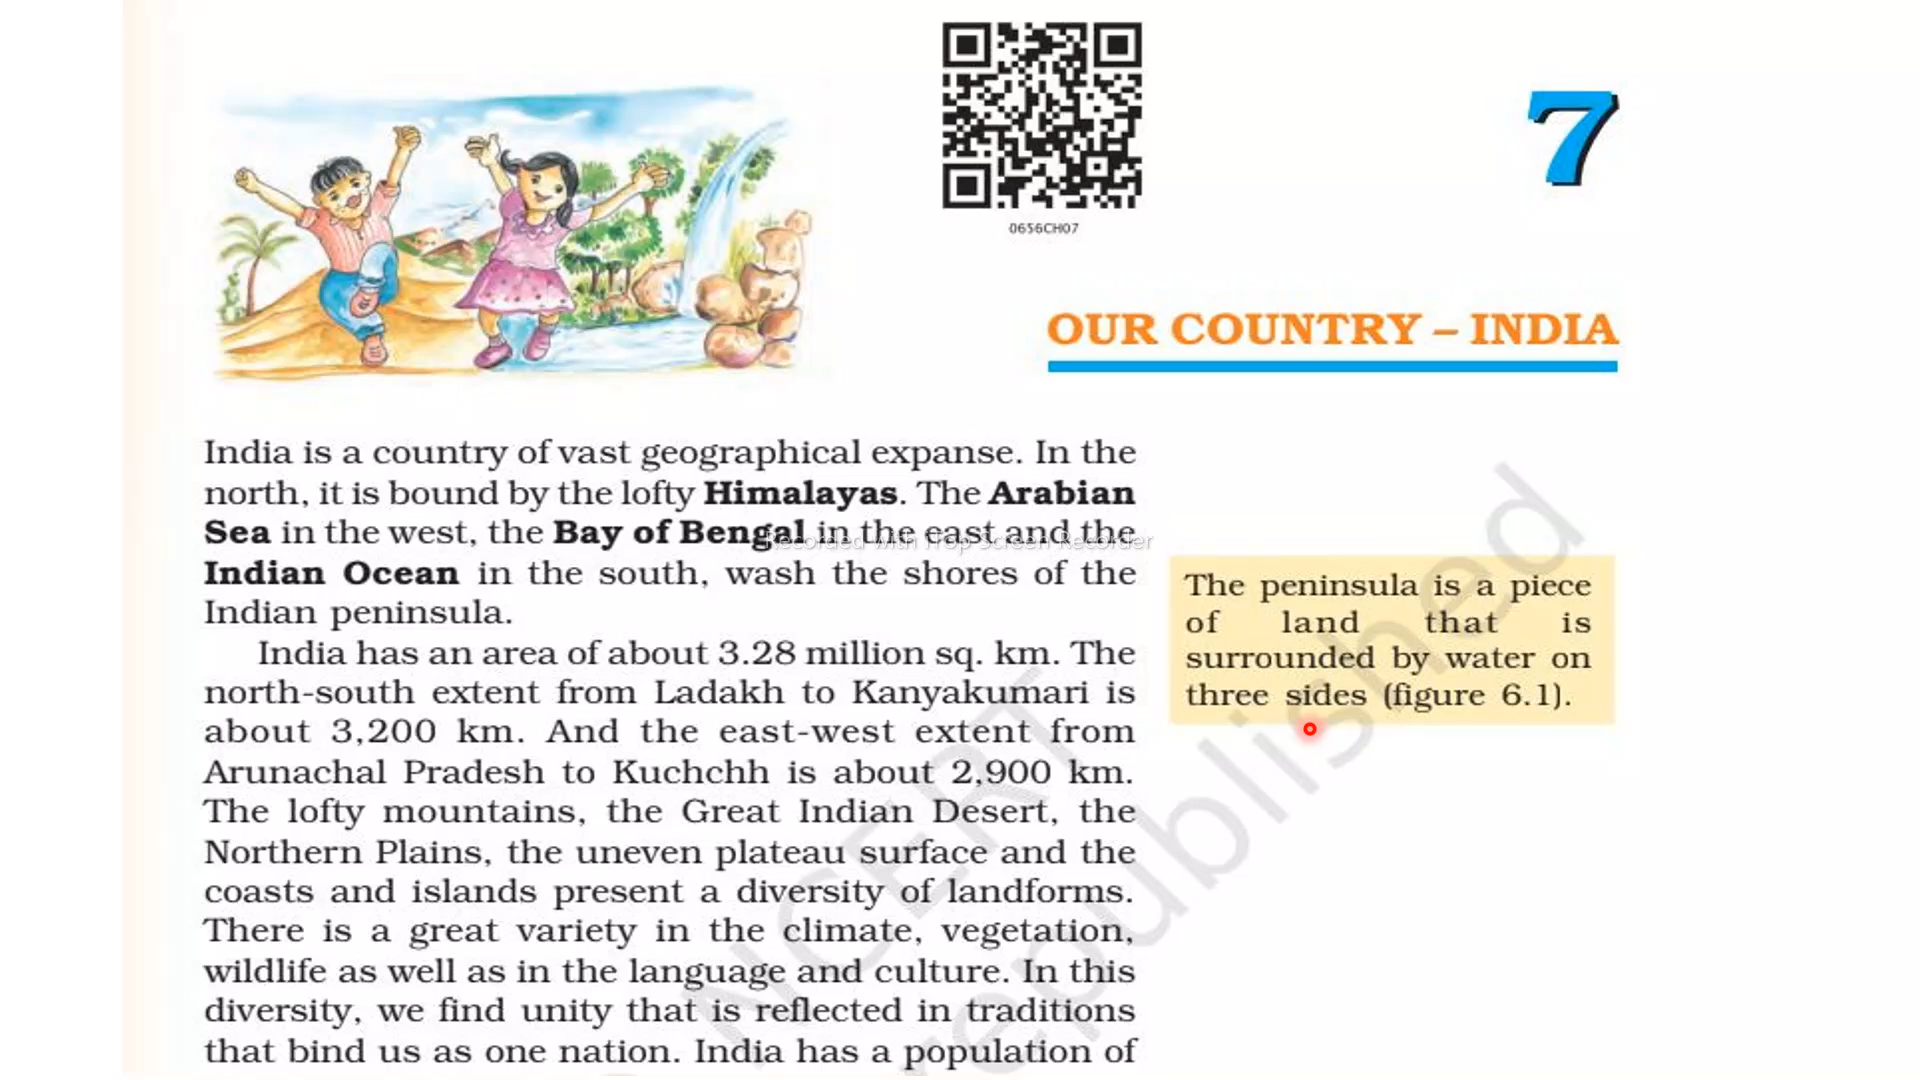 0656CH07
7
OUR COUNTRY – INDIA
India is a country of vast geographical expanse. In the
north, it is bound by the lofty Himalayas. The Arabian
Sea in the west, the Bay of Bengal in the east and the
Indian Ocean in the south, wash the shores of the
Indian peninsula.
India has an area of about 3.28 million sq. km. The
north-south extent from Ladakh to Kanyakumari is
about 3,200 km. And the east-west extent from
Arunachal Pradesh to Kuchchh is about 2,900 km.
The lofty mountains, the Great Indian Desert, the
Northern Plains, the uneven plateau surface and the
coasts and islands present a diversity of landforms.
There is a great variety in the climate, vegetation,
wildlife as well as in the language and culture. In this
diversity, we find unity that is reflected in traditions
that bind us as one nation. India has a population of
The peninsula is a piece
of land that is
surrounded by water on
three sides (figure 6.1).
Recorded with iTop Screen Recorder
NCERT
republished